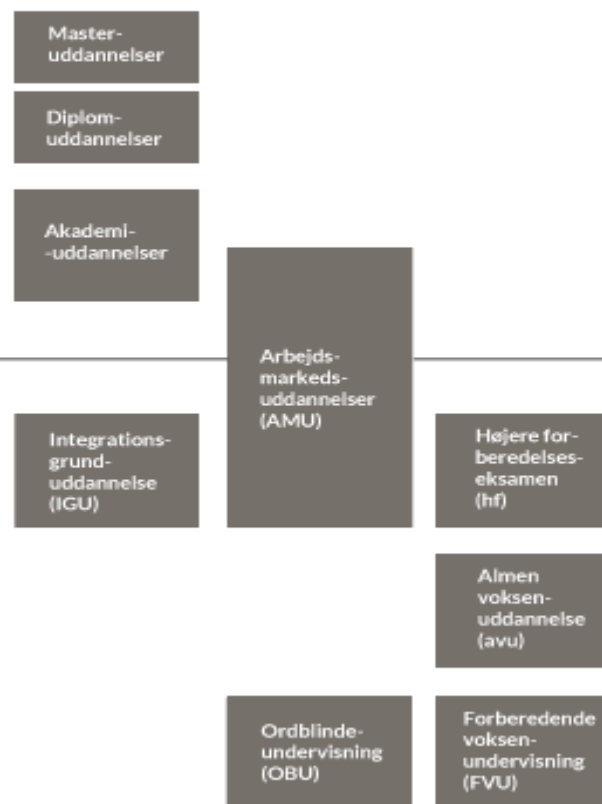 Master-
uddannelser
Diplom-
uddannelser
Akademi-
-uddannelser
Arbejds-
markeds-
uddannelser
(AMU)
Integrations-
grund-
uddannelse
(IGU)
Højere for-
beredelses-
eksamen
(hf)
Almen
voksen-
uddannelse
(avu)
Ordblinde-
undervisning
(OBU)
Forberedende
voksen-
undervisning
(FVU)